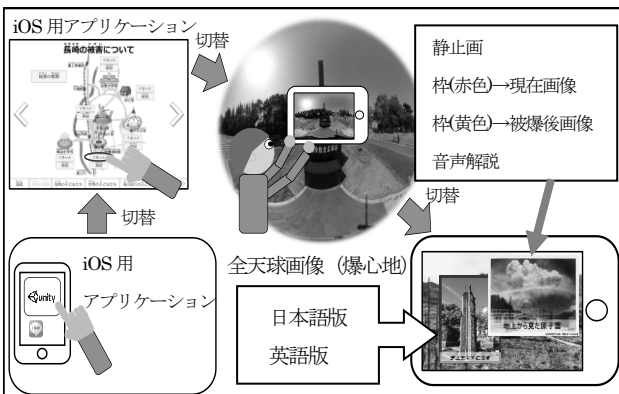 iOS 用アプリケーション
切替
長崎の被害について
静止画
枠(赤色)→現在画像
枠(黄色)→被爆後画像
音声解説
切替
切替
iOS 用
アプリケーション
unity
全天球画像（爆心地）
日本語版
英語版
地上から見た原子雲